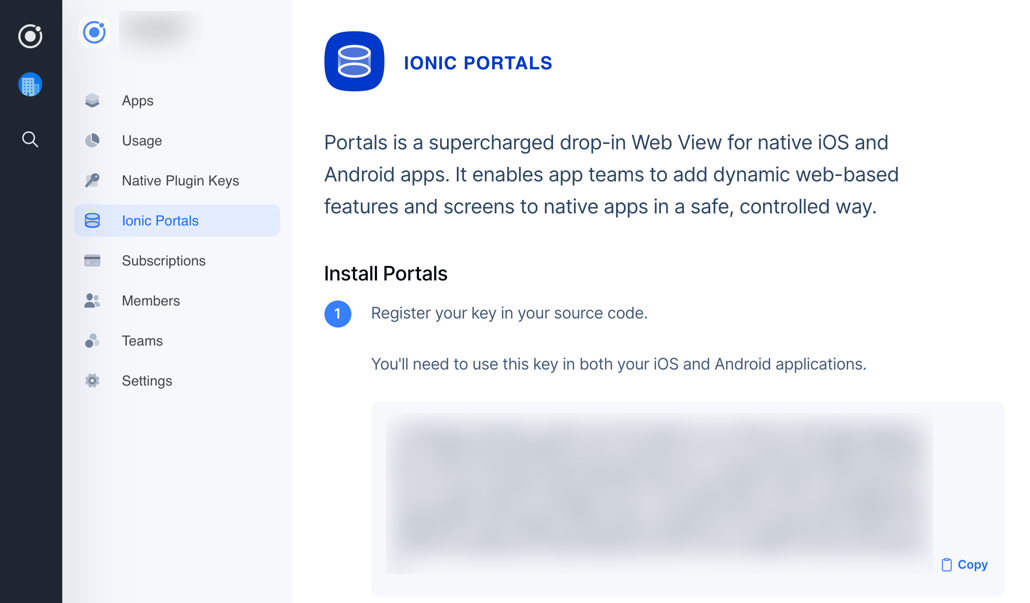 Apps
Usage
Native Plugin Keys
Ionic Portals
Subscriptions
Members
Teams
Settings
IONIC PORTALS
Portals is a supercharged drop-in Web View for native iOS and
Android apps. It enables app teams to add dynamic web-based
features and screens to native apps in a safe, controlled way.
Install Portals
1 Register your key in your source code.
You'll need to use this key in both your iOS and Android applications.
Copy